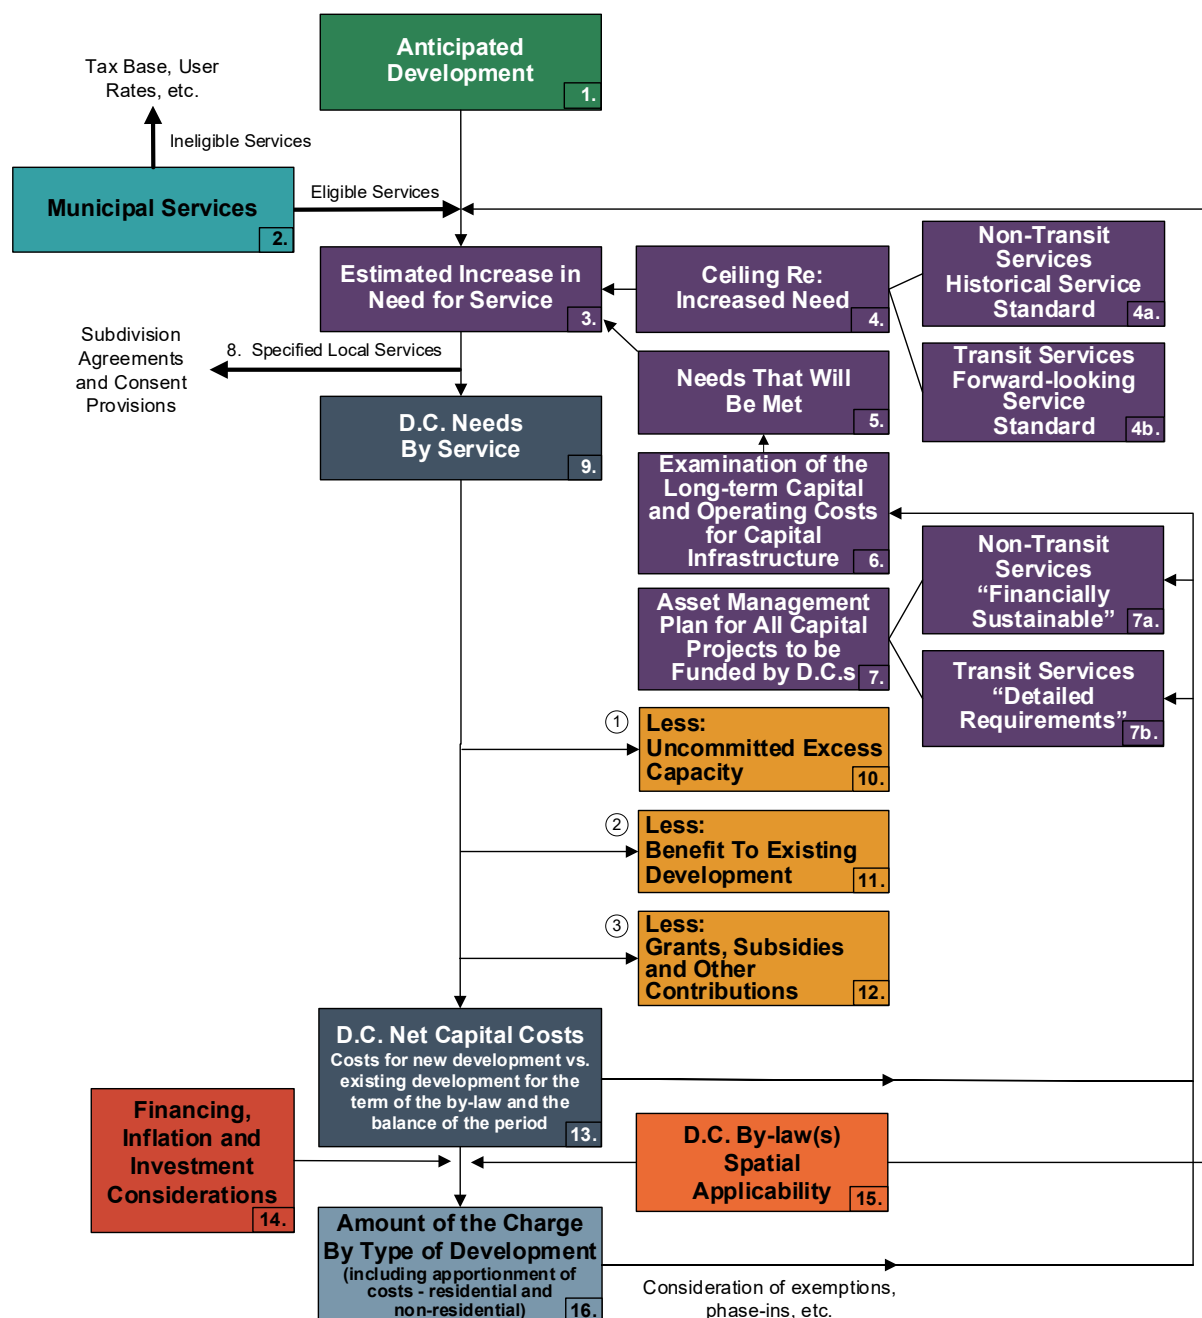 Anticipated
Development
1.
Tax Base, User
Rates, etc.
Ineligible Services
Municipal Services
2.
Eligible Services
Estimated Increase in
Need for Service
3.
Ceiling Re:
Increased Need
4.
Non-Transit
Services
Historical Service
Standard
4a.
Transit Services
Forward-looking
Service
Standard
4b.
Needs That Will
Be Met
5.
Subdivision
Agreements
and Consent
Provisions
8.  Specified Local Services
D.C. Needs
By Service
9.
Examination of the
Long-term Capital
and Operating Costs
for Capital
Infrastructure
6.
Asset Management
Plan for All Capital
Projects to be
Funded by D.C.s
7.
Non-Transit
Services
“Financially
Sustainable”
7a.
Transit Services
“Detailed
Requirements”
7b.
1
Less:
Uncommitted Excess
Capacity
10.
2
Less:
Benefit To Existing
Development
11.
3
Less:
Grants, Subsidies
and Other
Contributions
12.
D.C. Net Capital Costs
Costs for new development vs.
existing development for the
term of the by-law and the
balance of the period
13.
Financing,
Inflation and
Investment
Considerations
14.
D.C. By-law(s)
Spatial
Applicability
15.
Amount of the Charge
By Type of Development
(including apportionment of
costs - residential and
non-residential)
16.
Consideration of exemptions,
phase-ins, etc.